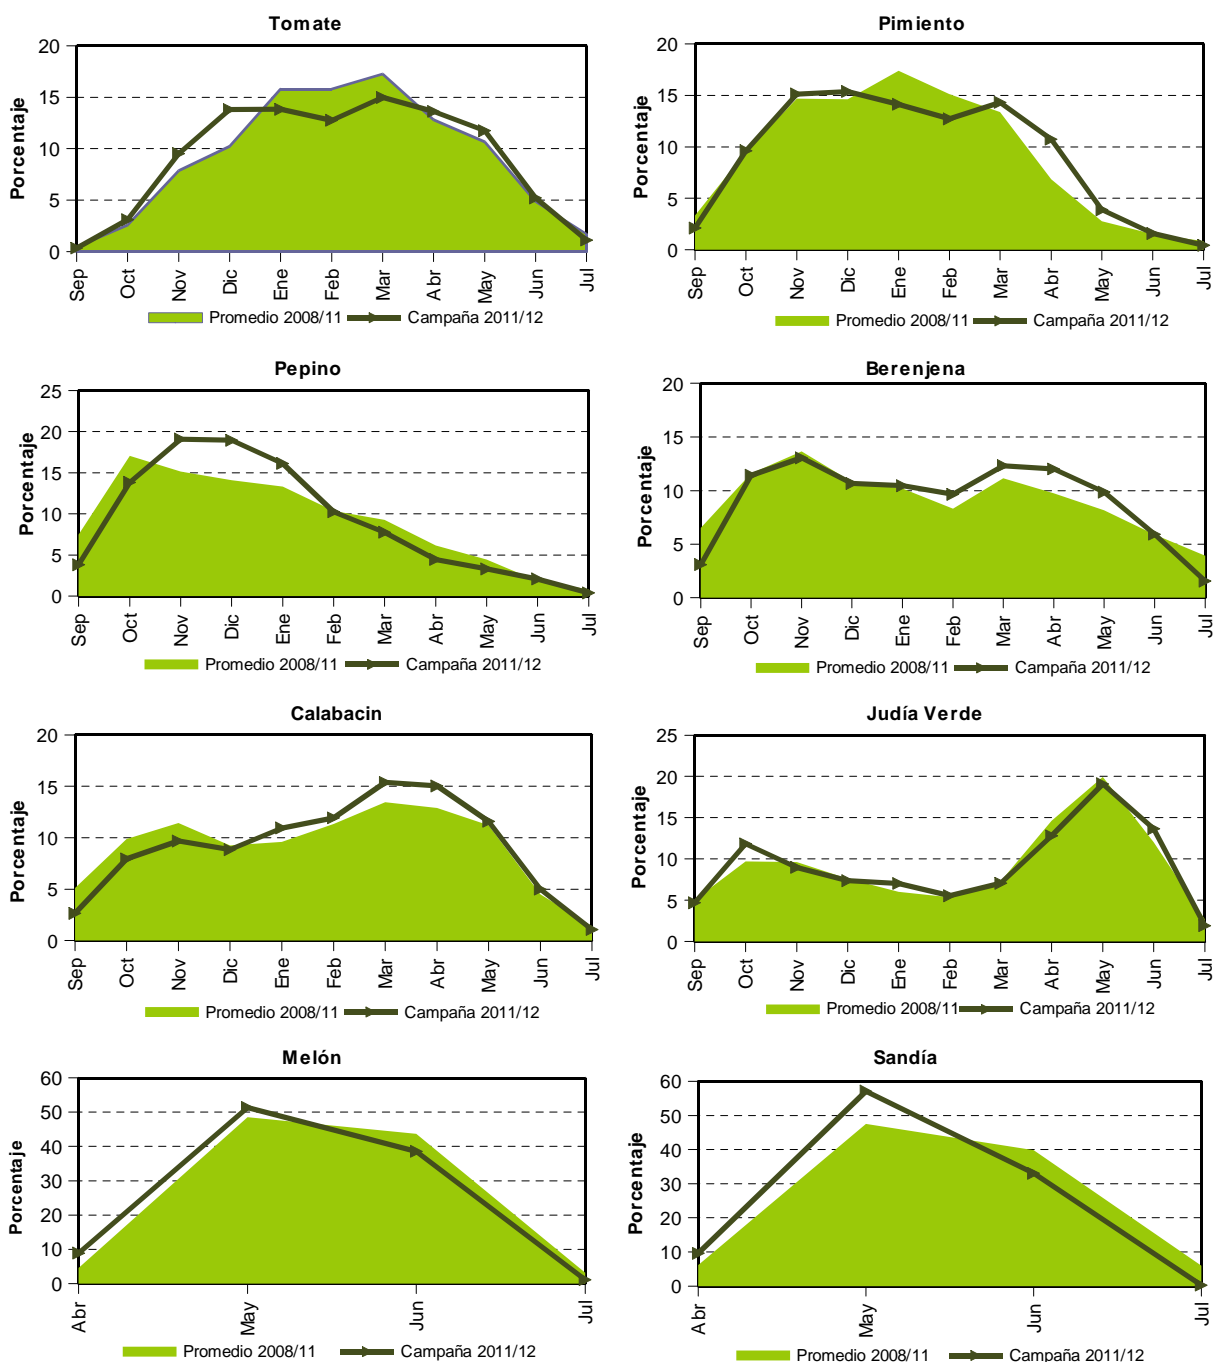 Tomate
Porcentaje
20
15
10
5
0
Sep Oct Nov Dic Ene Feb Mar Abr May Jun Jul
Promedio 2008/11 Campaña 2011/12
Pimiento
Porcentaje
20
15
10
5
0
Sep Oct Nov Dic Ene Feb Mar Abr May Jun Jul
Promedio 2008/11 Campaña 2011/12
Pepino
Porcentaje
25
20
15
10
5
0
Sep Oct Nov Dic Ene Feb Mar Abr May Jun Jul
Promedio 2008/11 Campaña 2011/12
Berenjena
Porcentaje
20
15
10
5
0
Sep Oct Nov Dic Ene Feb Mar Abr May Jun Jul
Promedio 2008/11 Campaña 2011/12
Calabacin
Porcentaje
20
15
10
5
0
Sep Oct Nov Dic Ene Feb Mar Abr May Jun Jul
Promedio 2008/11 Campaña 2011/12
Judía Verde
Porcentaje
25
20
15
10
5
0
Sep Oct Nov Dic Ene Feb Mar Abr May Jun Jul
Promedio 2008/11 Campaña 2011/12
Melón
Porcentaje
60
50
40
30
20
10
0
Abr May Jun Jul
Promedio 2008/11 Campaña 2011/12
Sandía
Porcentaje
60
50
40
30
20
10
0
Abr May Jun Jul
Promedio 2008/11 Campaña 2011/12